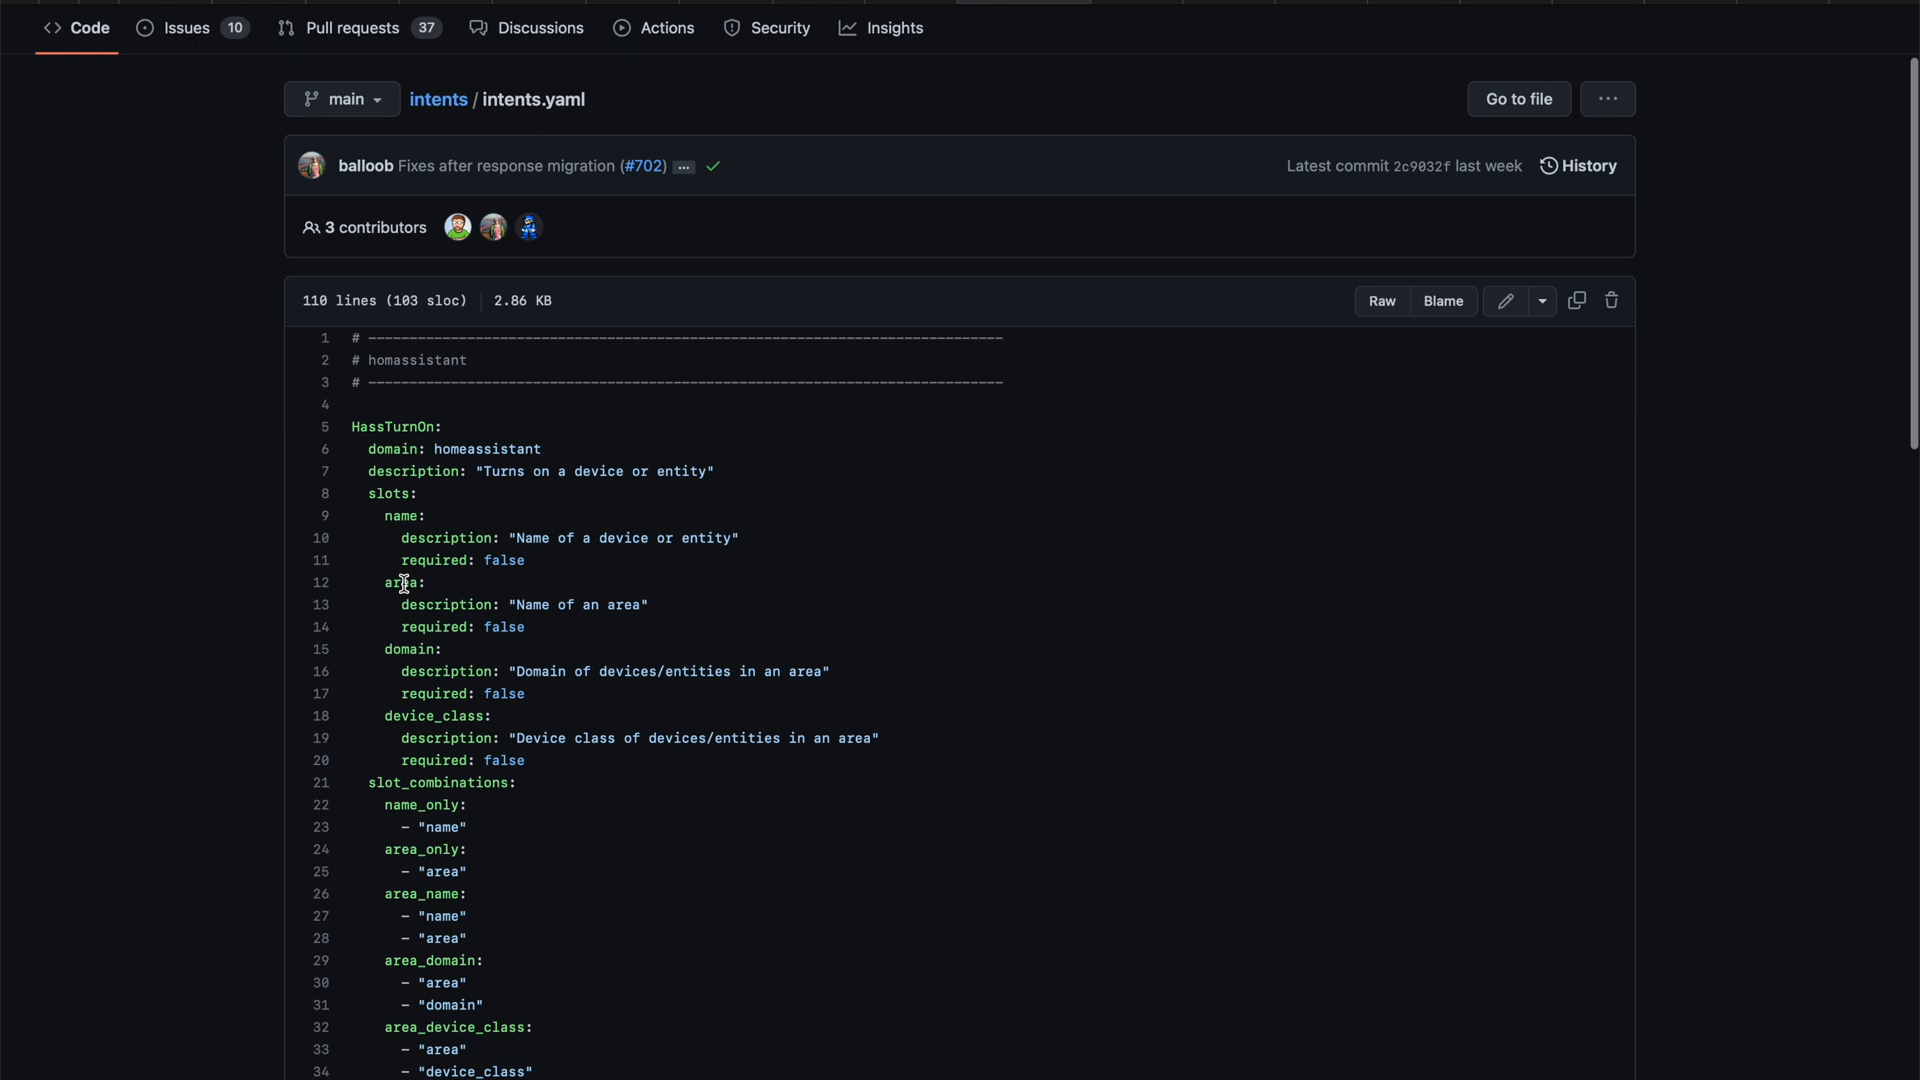 Code Issues 10 Pull requests 37 Discussions Actions Security Insights
main intents / intents.yaml Go to file ...
balloob Fixes after response migration (#702) ... Latest commit 2c9032f last week History
3 contributors
110 lines (103 sloc) 2.86 KB Raw Blame
1 # -----------------------------------------------------------------------------
2 # homassistant
3 # -----------------------------------------------------------------------------
4
5 HassTurnOn:
6 domain: homeassistant
7 description: "Turns on a device or entity"
8 slots:
9 name:
10 description: "Name of a device or entity"
11 required: false
12 area:
13 description: "Name of an area"
14 required: false
15 domain:
16 description: "Domain of devices/entities in an area"
17 required: false
18 device_class:
19 description: "Device class of devices/entities in an area"
20 required: false
21 slot_combinations:
22 name_only:
23 - "name"
24 area_only:
25 - "area"
26 area_name:
27 - "name"
28 - "area"
29 area_domain:
30 - "area"
31 - "domain"
32 area_device_class:
33 - "area"
34 - "device_class"